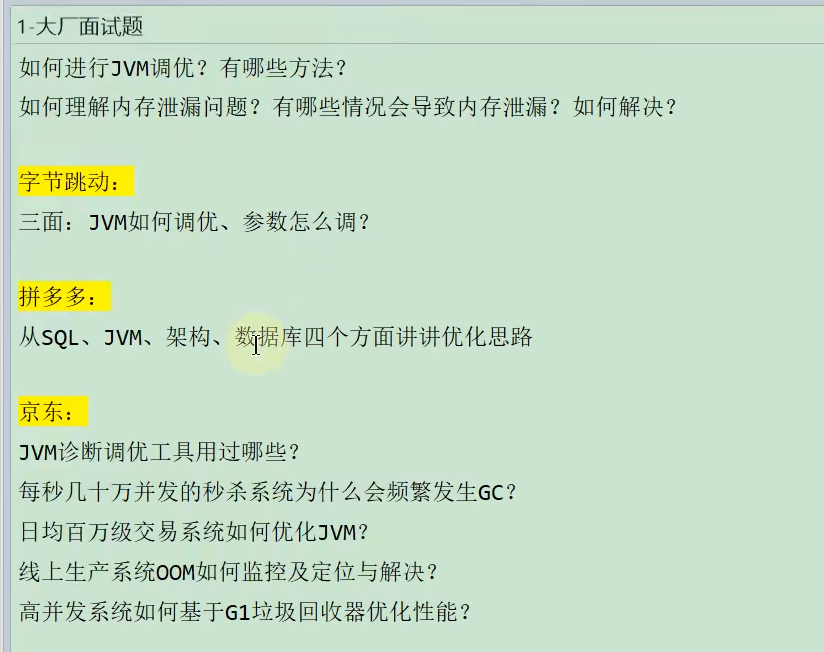 1-大厂面试题
如何进行JVM调优？有哪些方法？
如何理解内存泄漏问题？有哪些情况会导致内存泄漏？如何解决？
字节跳动：
三面：JVM如何调优、参数怎么调？
拼多多：
从SQL、JVM、架构、数据库四个方面讲讲优化思路
京东：
JVM诊断调优工具用过哪些？
每秒几十万并发的秒杀系统为什么会频繁发生GC？
日均百万级交易系统如何优化JVM？
线上生产系统OOM如何监控及定位与解决？
高并发系统如何基于G1垃圾回收器优化性能？